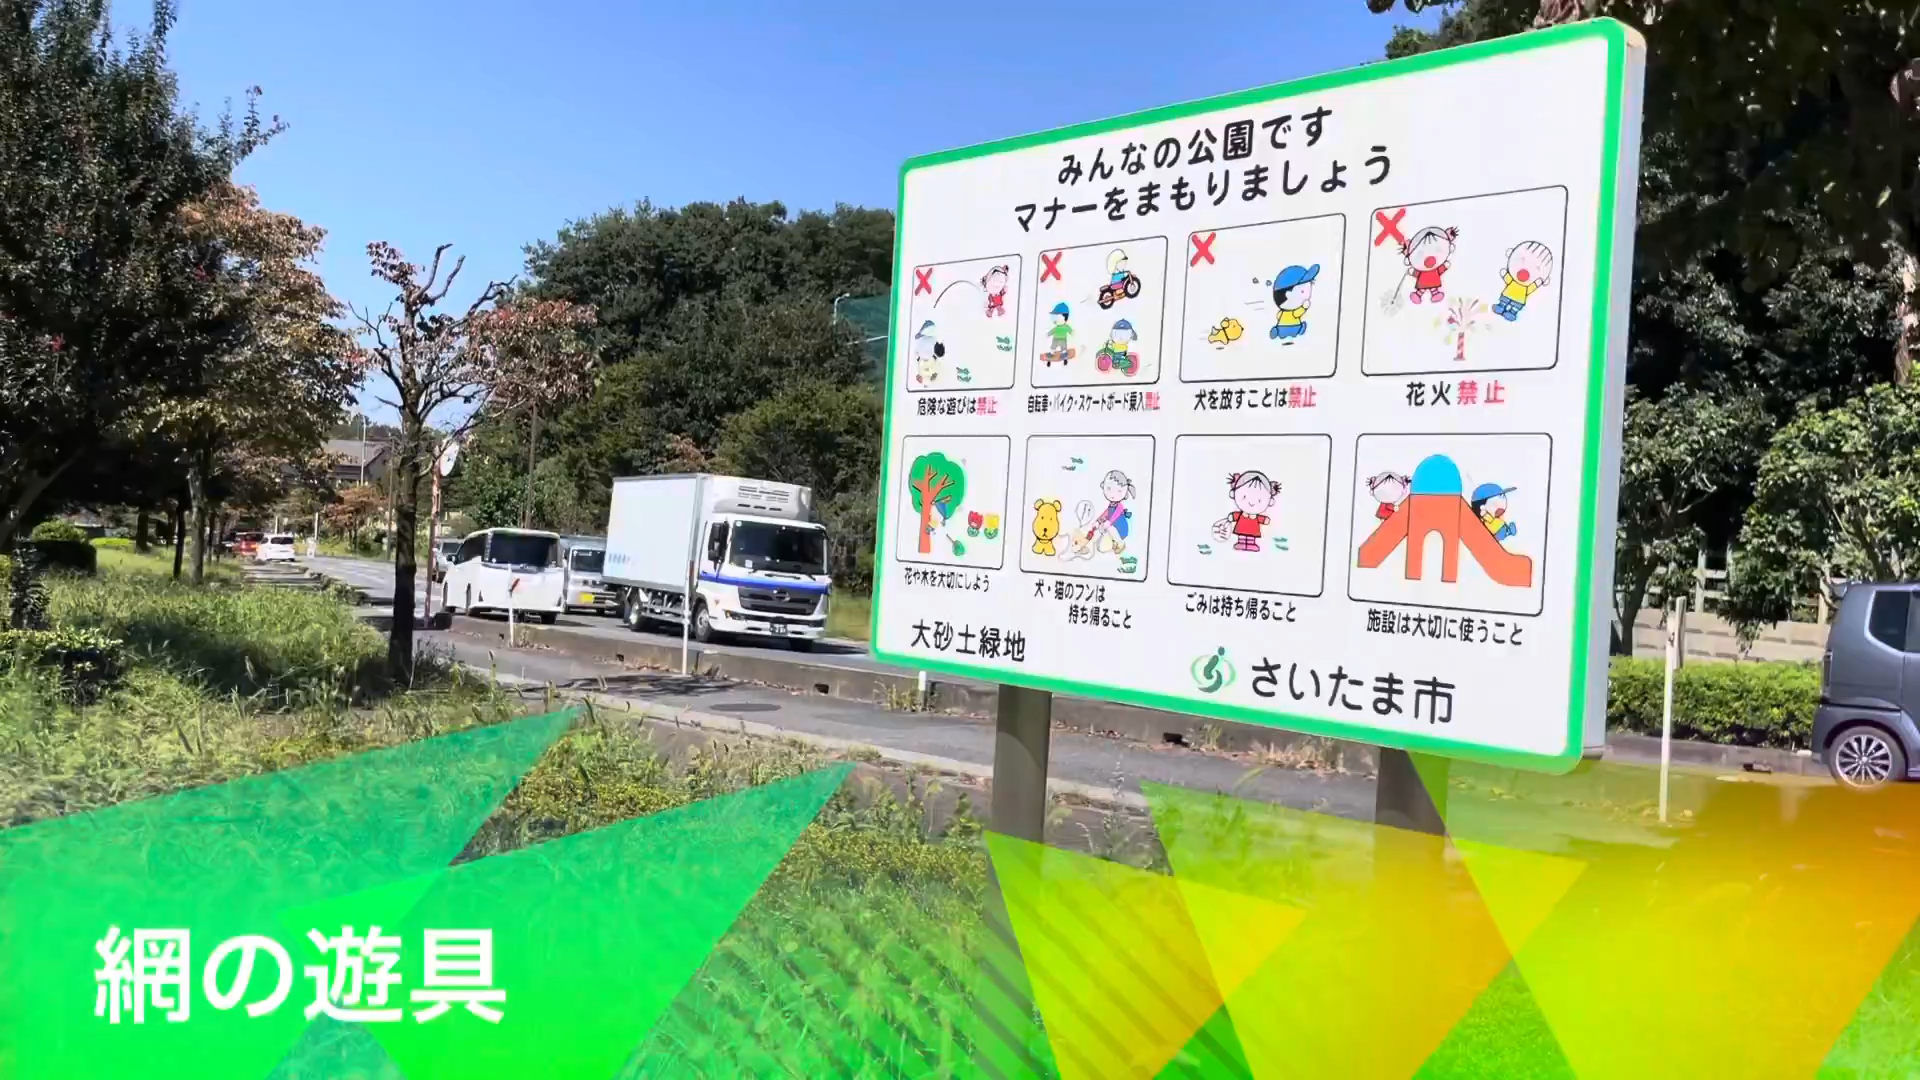 みんなの公園です
マナーをまもりましょう
危険な遊びは禁止
自転車・バイク・スケートボード乗入禁止
犬を放すことは禁止
花火禁止
花や木を大切にしよう
犬・猫のフンは
持ち帰ること
ごみは持ち帰ること
施設は大切に使うこと
大砂土緑地
さいたま市
網の遊具